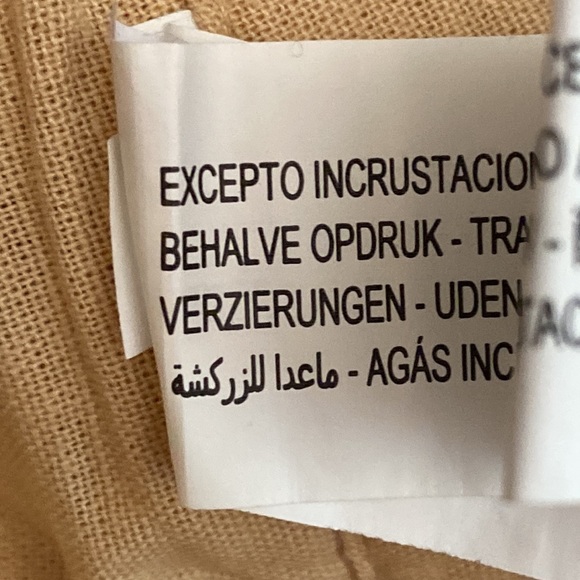 EXCEPTO INCRUSTACION
BEHALVE OPDRUK - TRA
VERZIERUNGEN - UDEN
ماعدا للزركشة - AGÁS INC